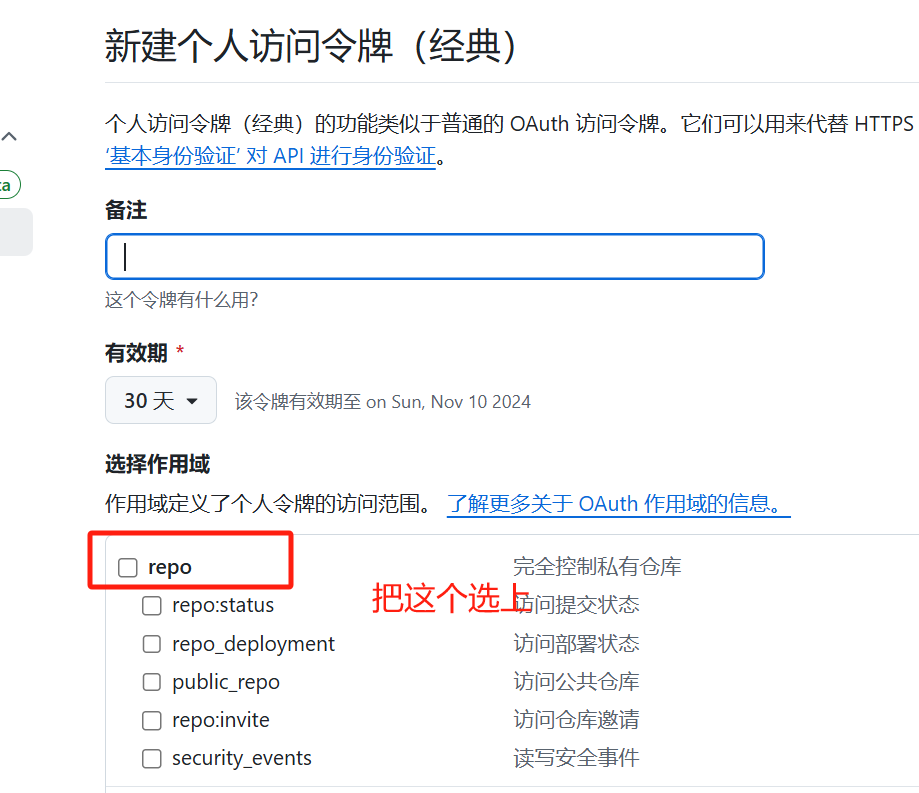 新建个人访问令牌（经典）
个人访问令牌（经典）的功能类似于普通的 OAuth 访问令牌。它们可以用来代替 HTTPS
‘基本身份验证’ 对 API 进行身份验证。
ta
备注
这个令牌有什么用?
有效期 *
30 天 该令牌有效期至 on Sun, Nov 10 2024
选择作用域
作用域定义了个人令牌的访问范围。 了解更多关于 OAuth 作用域的信息。
repo 完全控制私有仓库
把这个选上
repo:status 访问提交状态
repo_deployment 访问部署状态
public_repo 访问公共仓库
repo:invite 访问仓库邀请
security_events 读写安全事件